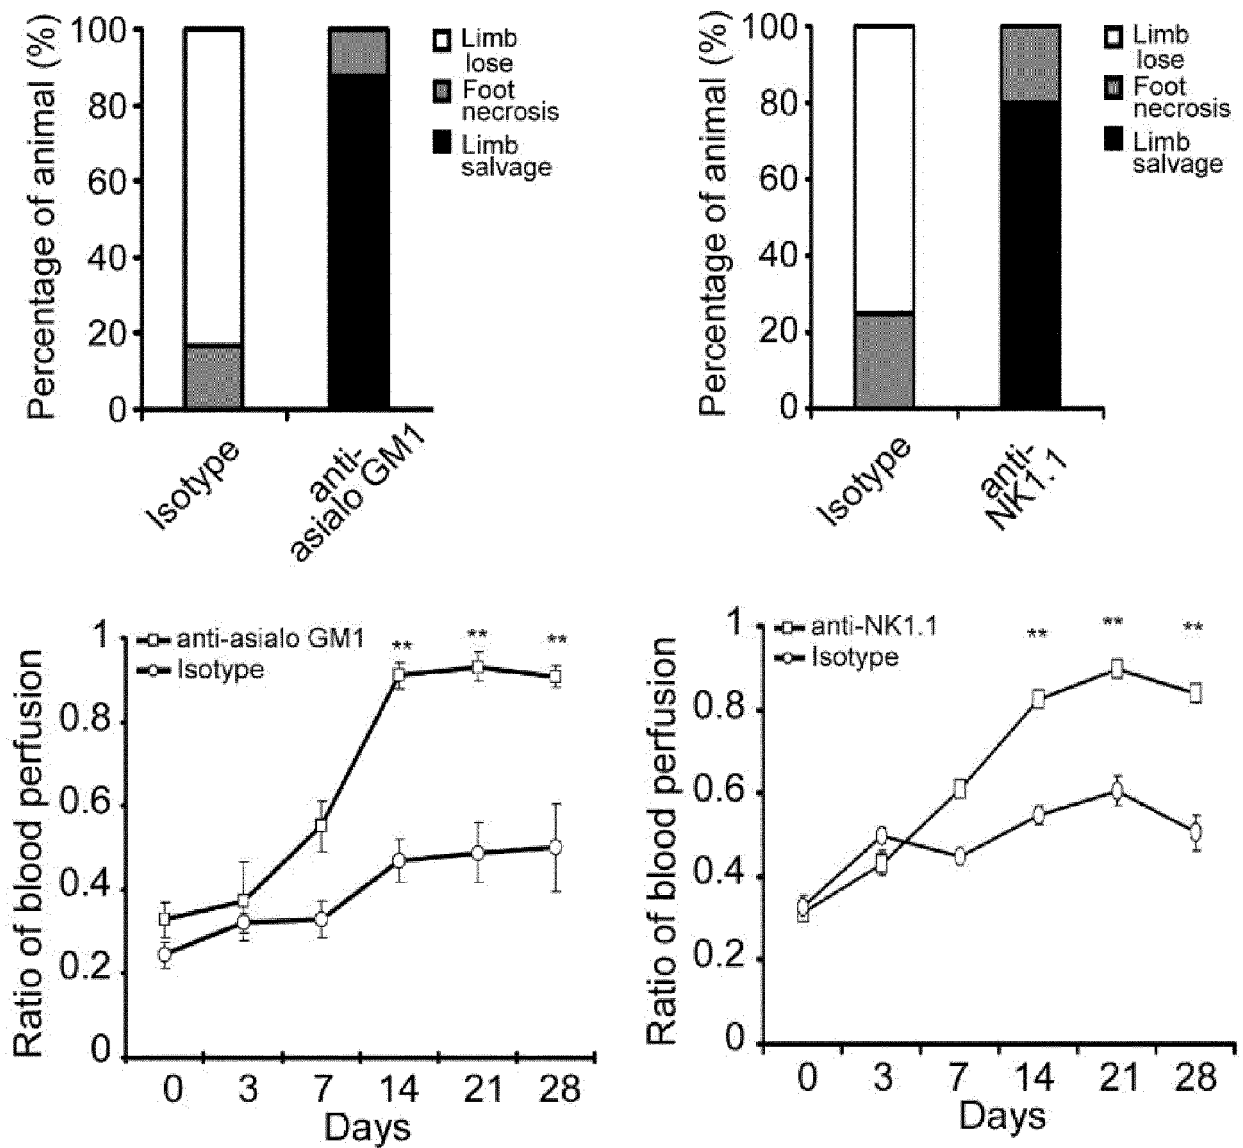 Percentage of animal (%)
100
80
60
40
20
0
Limb
lose
Foot
necrosis
Limb
salvage
Isotype
anti-
asialo GM1
Percentage of animal (%)
100
80
60
40
20
0
Limb
lose
Foot
necrosis
Limb
salvage
Isotype
anti-
NK1.1
Ratio of blood perfusion
1
0.8
0.6
0.4
0.2
0
anti-asialo GM1
Isotype
** ** **
0 3 7 14 21 28
Days
Ratio of blood perfusion
1
0.8
0.6
0.4
0.2
0
anti-NK1.1
Isotype
** ** **
0 3 7 14 21 28
Days